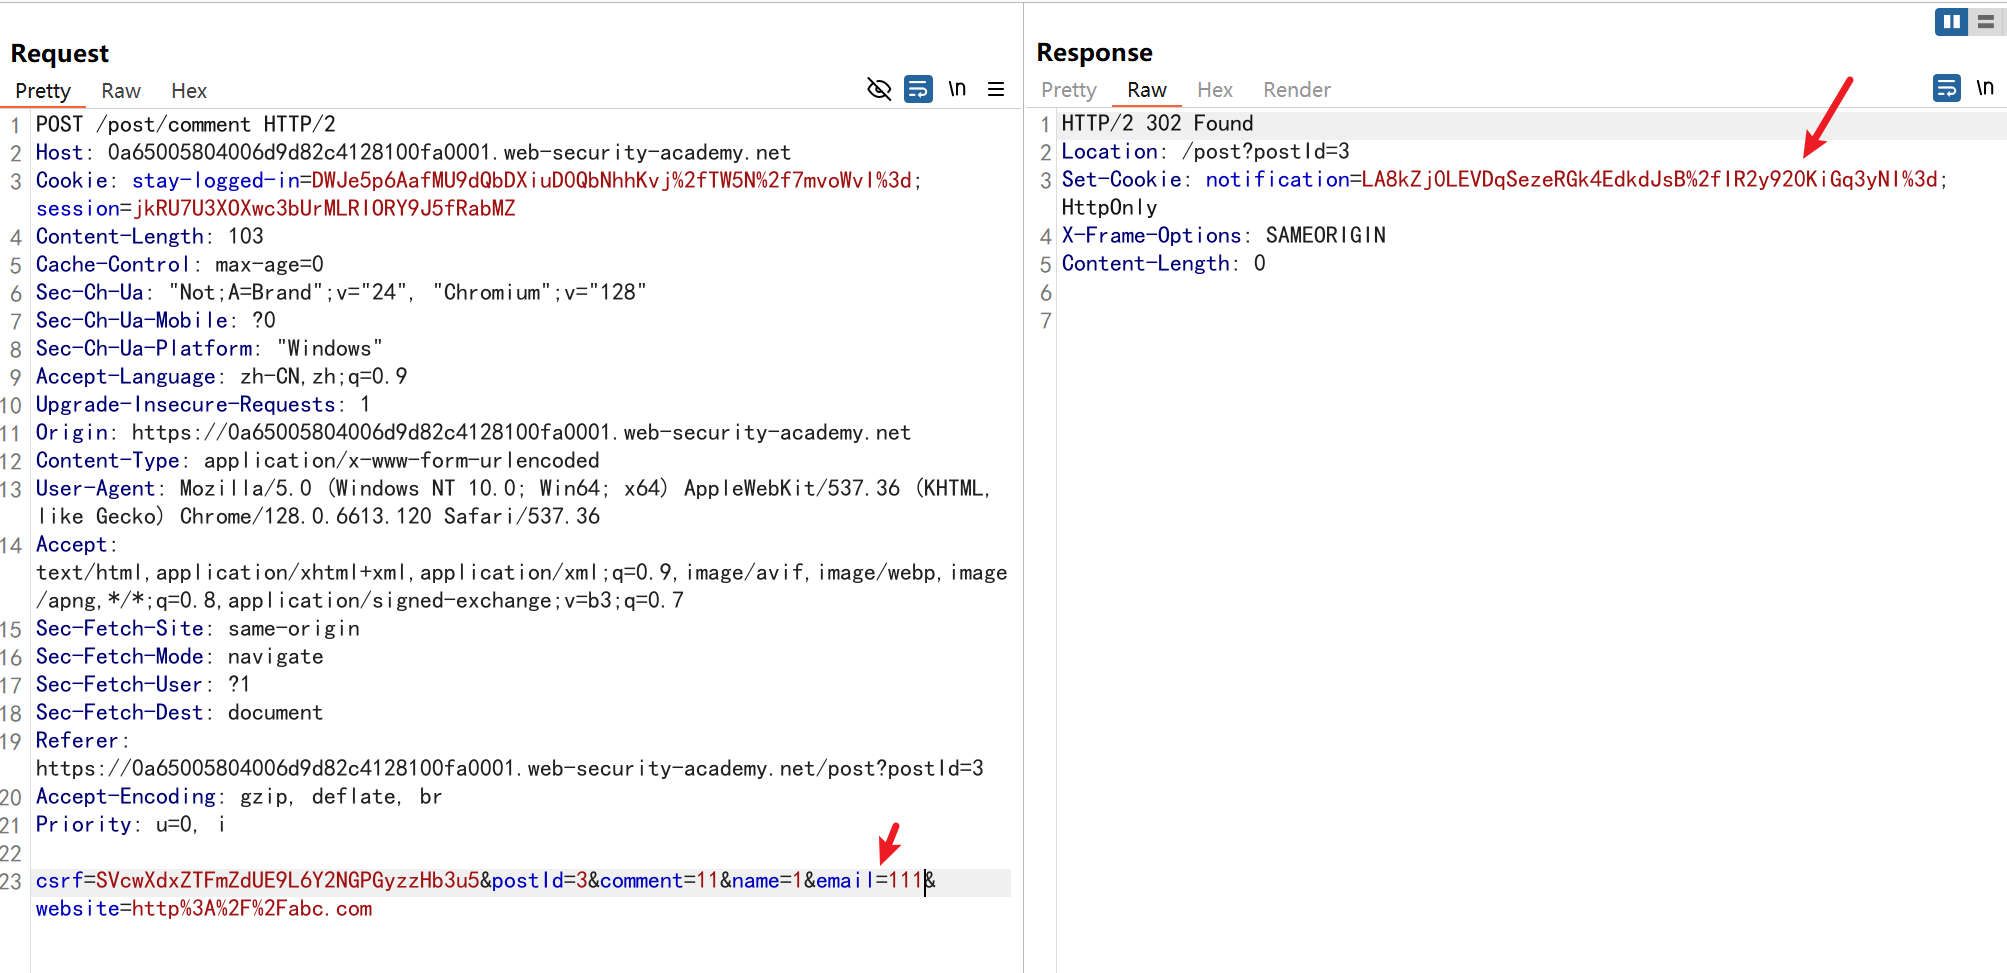 Request
Pretty Raw Hex \n
1 POST /post/comment HTTP/2
2 Host: 0a65005804006d9d82c4128100fa0001.web-security-academy.net
3 Cookie: stay-logged-in=DWJe5p6AafMU9dQbDXiuD0QbNhhKvj%2fTW5N%2f7mvoWvI%3d;
session=jkRU7U3XOXwc3bUrMLRIORY9J5fRabMZ
4 Content-Length: 103
5 Cache-Control: max-age=0
6 Sec-Ch-Ua: "Not;A=Brand";v="24", "Chromium";v="128"
7 Sec-Ch-Ua-Mobile: ?0
8 Sec-Ch-Ua-Platform: "Windows"
9 Accept-Language: zh-CN,zh;q=0.9
10 Upgrade-Insecure-Requests: 1
11 Origin: https://0a65005804006d9d82c4128100fa0001.web-security-academy.net
12 Content-Type: application/x-www-form-urlencoded
13 User-Agent: Mozilla/5.0 (Windows NT 10.0; Win64; x64) AppleWebKit/537.36 (KHTML,
like Gecko) Chrome/128.0.6613.120 Safari/537.36
14 Accept:
text/html,application/xhtml+xml,application/xml;q=0.9,image/avif,image/webp,image
/apng,*/*;q=0.8,application/signed-exchange;v=b3;q=0.7
15 Sec-Fetch-Site: same-origin
16 Sec-Fetch-Mode: navigate
17 Sec-Fetch-User: ?1
18 Sec-Fetch-Dest: document
19 Referer:
https://0a65005804006d9d82c4128100fa0001.web-security-academy.net/post?postId=3
20 Accept-Encoding: gzip, deflate, br
21 Priority: u=0, i
22
23 csrf=SVcwXdxZTFmZdUE9L6Y2NGPGyzzHb3u5&postId=3&comment=11&name=1&email=111&
website=http%3A%2F%2Fabc.com
Response
Pretty Raw Hex Render \n
1 HTTP/2 302 Found
2 Location: /post?postId=3
3 Set-Cookie: notification=LA8kZjOLEVDqSezeRGk4EdkdJsB%2fIR2y920KiGq3yNI%3d;
HttpOnly
4 X-Frame-Options: SAMEORIGIN
5 Content-Length: 0
6
7